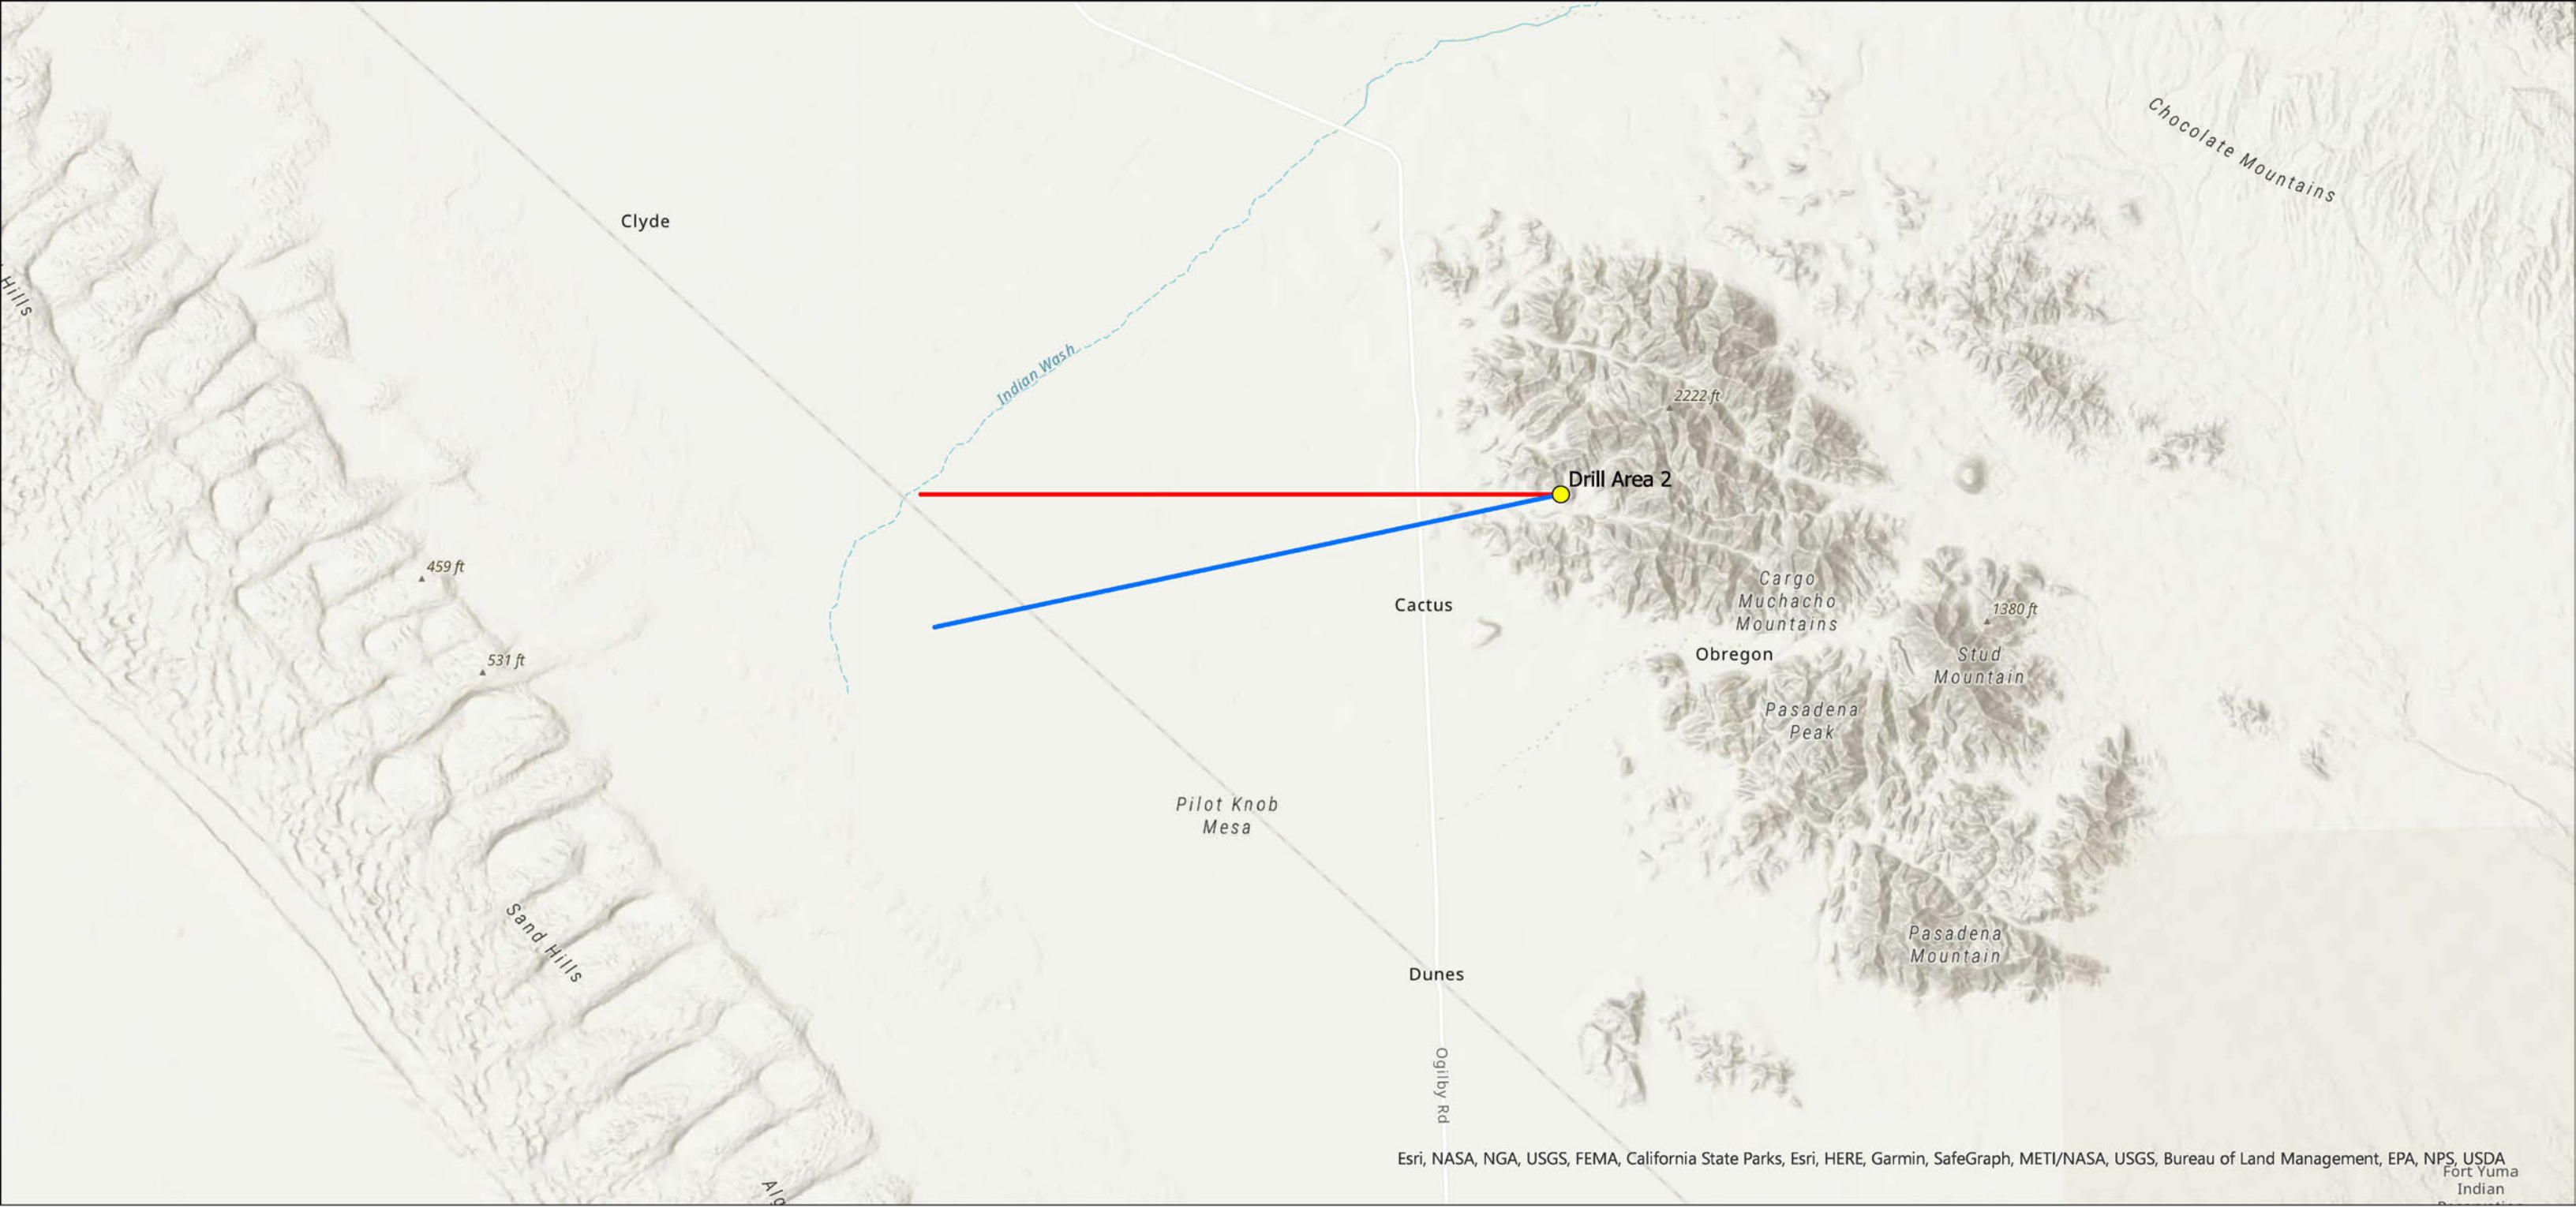 Chocolate Mountains
Clyde
Hills
Indian Wash
2222 ft
Drill Area 2
459 ft
Cargo
Muchacho
Mountains
Cactus
1380 ft
531 ft
Obregon
Stud
Mountain
Pasadena
Peak
Pilot Knob
Mesa
Sand Hills
Pasadena
Mountain
Dunes
Ogilby Rd
Esri, NASA, NGA, USGS, FEMA, California State Parks, Esri, HERE, Garmin, SafeGraph, METI/NASA, USGS, Bureau of Land Management, EPA, NPS, USDA
Fort Yuma
Indian